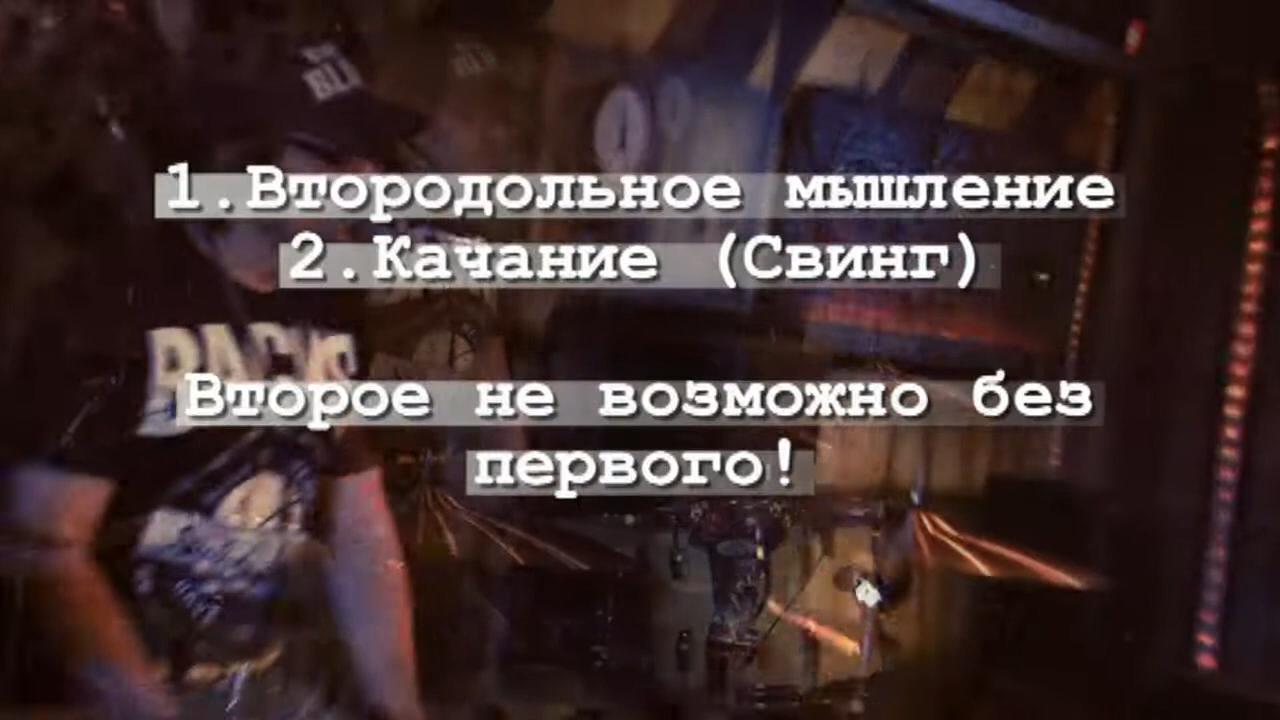 1.Втородольное мышление
2.Качание (Свинг)
Второе не возможно без
первого!